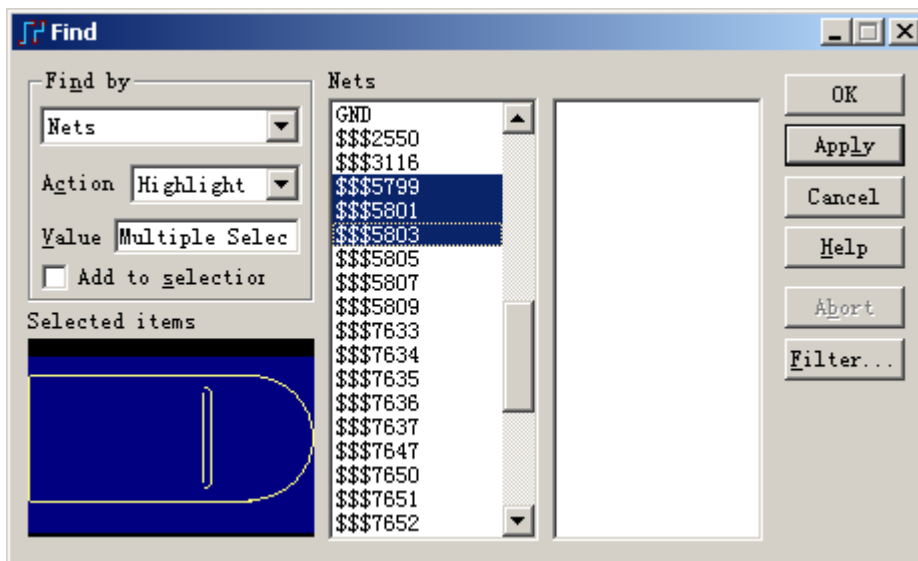 Find
Find by
Nets
Action Highlight
Value Multiple Selec
Add to selection
Selected items
Nets
GND
$$$2550
$$$3116
$$$5799
$$$5801
$$$5803
$$$5805
$$$5807
$$$5809
$$$7633
$$$7634
$$$7635
$$$7636
$$$7637
$$$7647
$$$7650
$$$7651
$$$7652
OK
Apply
Cancel
Help
Abort
Filter...